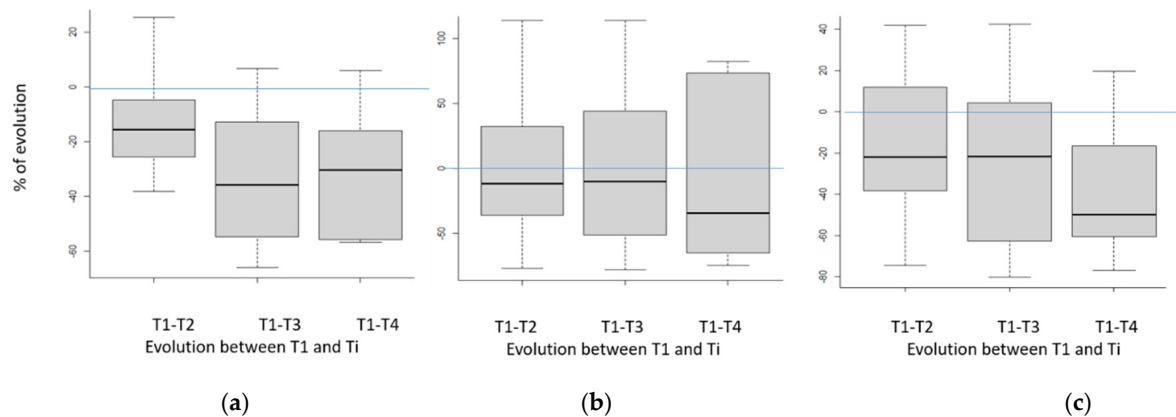 % of evolution
20
0
-20
-40
-60
T1-T2 T1-T3 T1-T4
Evolution between T1 and Ti
(a)
100
50
0
-50
T1-T2 T1-T3 T1-T4
Evolution between T1 and Ti
(b)
40
20
0
-20
-40
-60
-80
T1-T2 T1-T3 T1-T4
Evolution between T1 and Ti
(c)